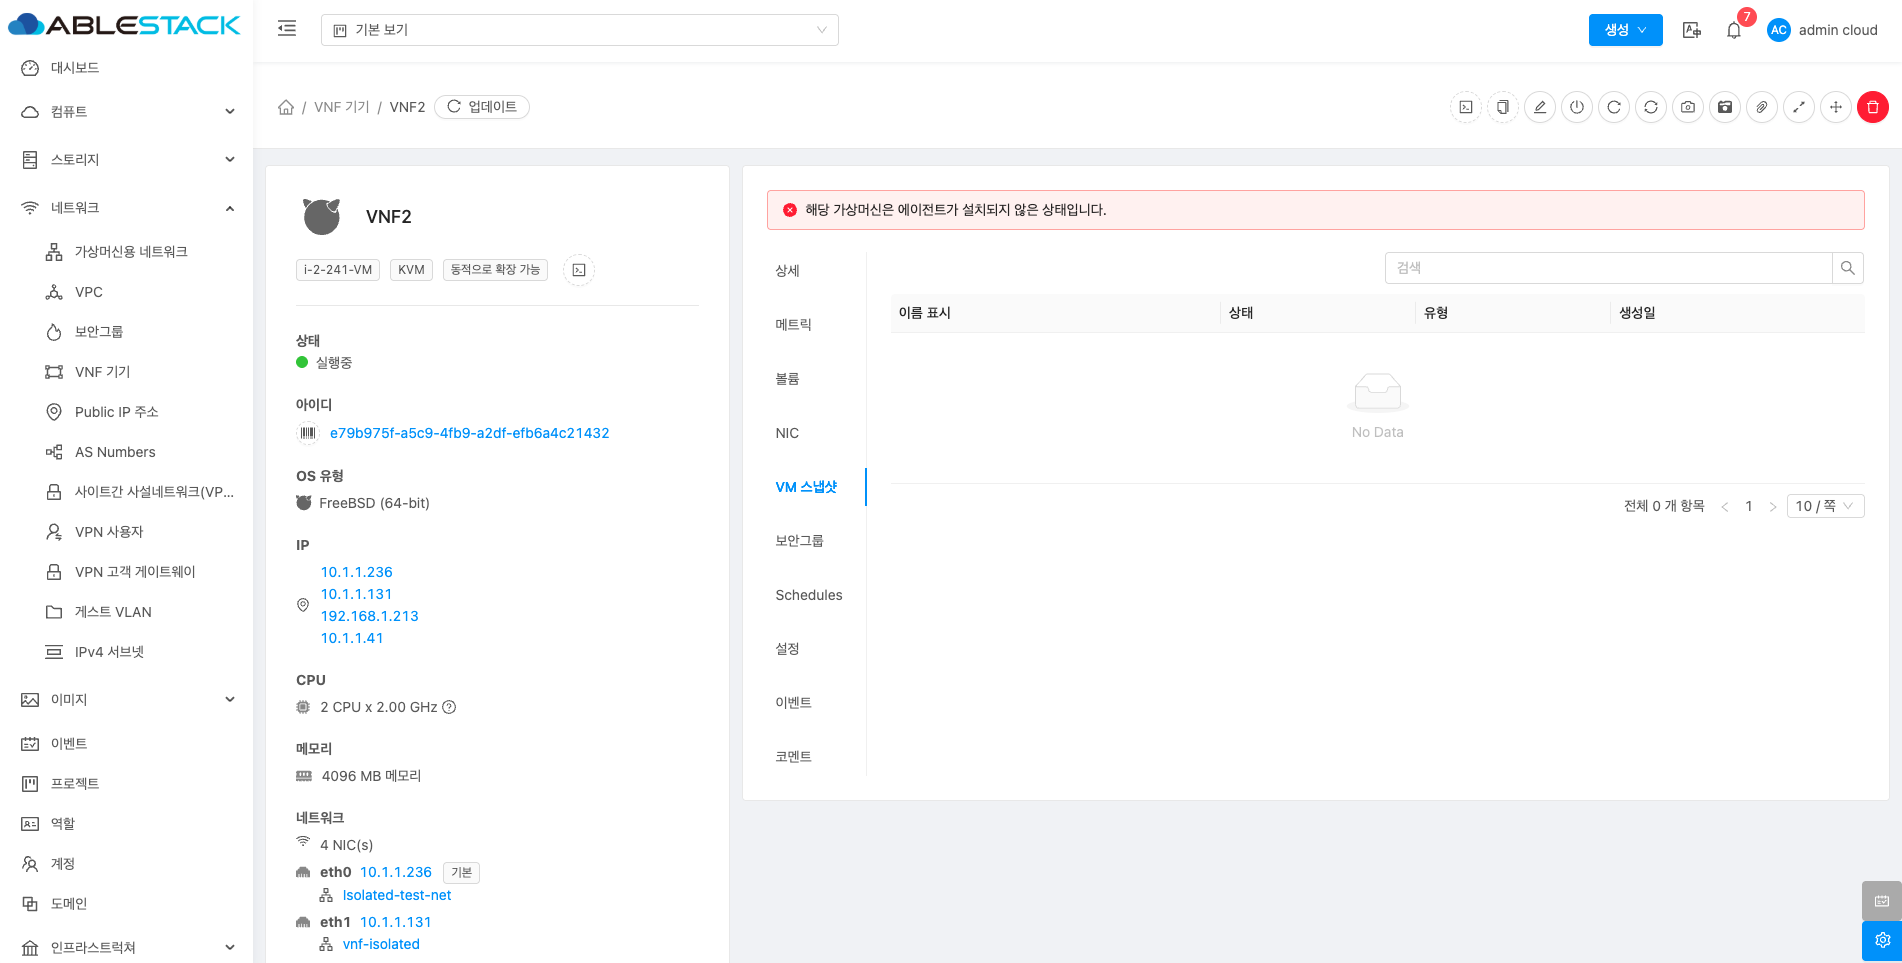 ABLESTACK
기본 보기
생성
7
AC
admin cloud
대시보드
컴퓨트
스토리지
네트워크
가상머신용 네트워크
VPC
보안그룹
VNF 기기
Public IP 주소
AS Numbers
사이트간 사설네트워크(VP...
VPN 사용자
VPN 고객 게이트웨이
게스트 VLAN
IPv4 서브넷
이미지
이벤트
프로젝트
역할
계정
도메인
인프라스트럭쳐
/ VNF 기기 / VNF2
업데이트
VNF2
i-2-241-VM
KVM
동적으로 확장 가능
상태
실행중
아이디
e79b975f-a5c9-4fb9-a2df-efb6a4c21432
OS 유형
FreeBSD (64-bit)
IP
10.1.1.236
10.1.1.131
192.168.1.213
10.1.1.41
CPU
2 CPU x 2.00 GHz
메모리
4096 MB 메모리
네트워크
4 NIC(s)
eth0 10.1.1.236 기본
Isolated-test-net
eth1 10.1.1.131
vnf-isolated
해당 가상머신은 에이전트가 설치되지 않은 상태입니다.
상세
메트릭
볼륨
NIC
VM 스냅샷
보안그룹
Schedules
설정
이벤트
코멘트
검색
이름 표시 상태 유형 생성일
No Data
전체 0 개 항목 < 1 > 10 / 쪽